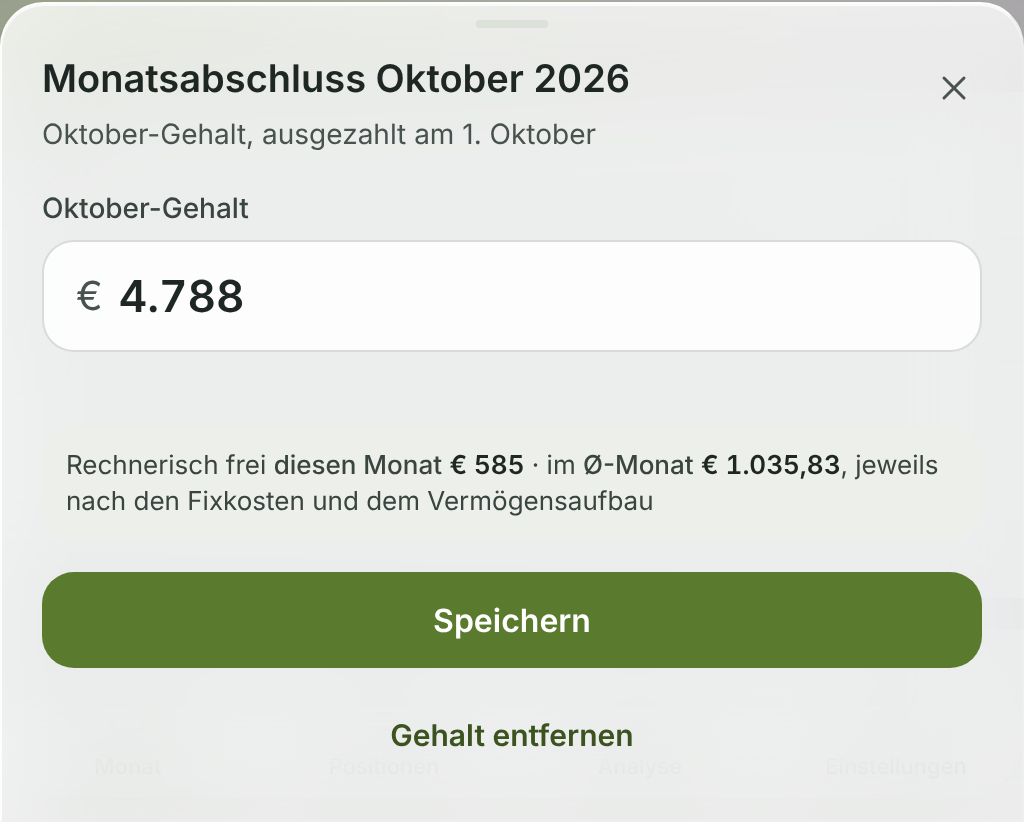 Monatsabschluss Oktober 2026
Oktober-Gehalt, ausgezahlt am 1. Oktober
Oktober-Gehalt
€ 4.788
Rechnerisch frei diesen Monat € 585 · im Ø-Monat € 1.035,83, jeweils
nach den Fixkosten und dem Vermögensaufbau
Speichern
Gehalt entfernen
Monat Positionen Analyse Einstellungen